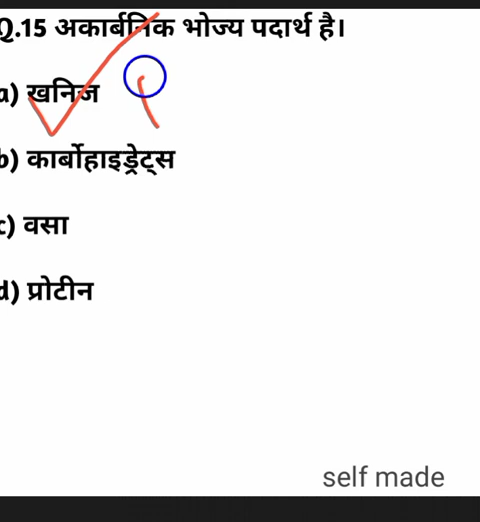 Q.15 अकार्बनिक भोज्य पदार्थ है।
a) खनिज
b) कार्बोहाइड्रेट्स
c) वसा
d) प्रोटीन
self made